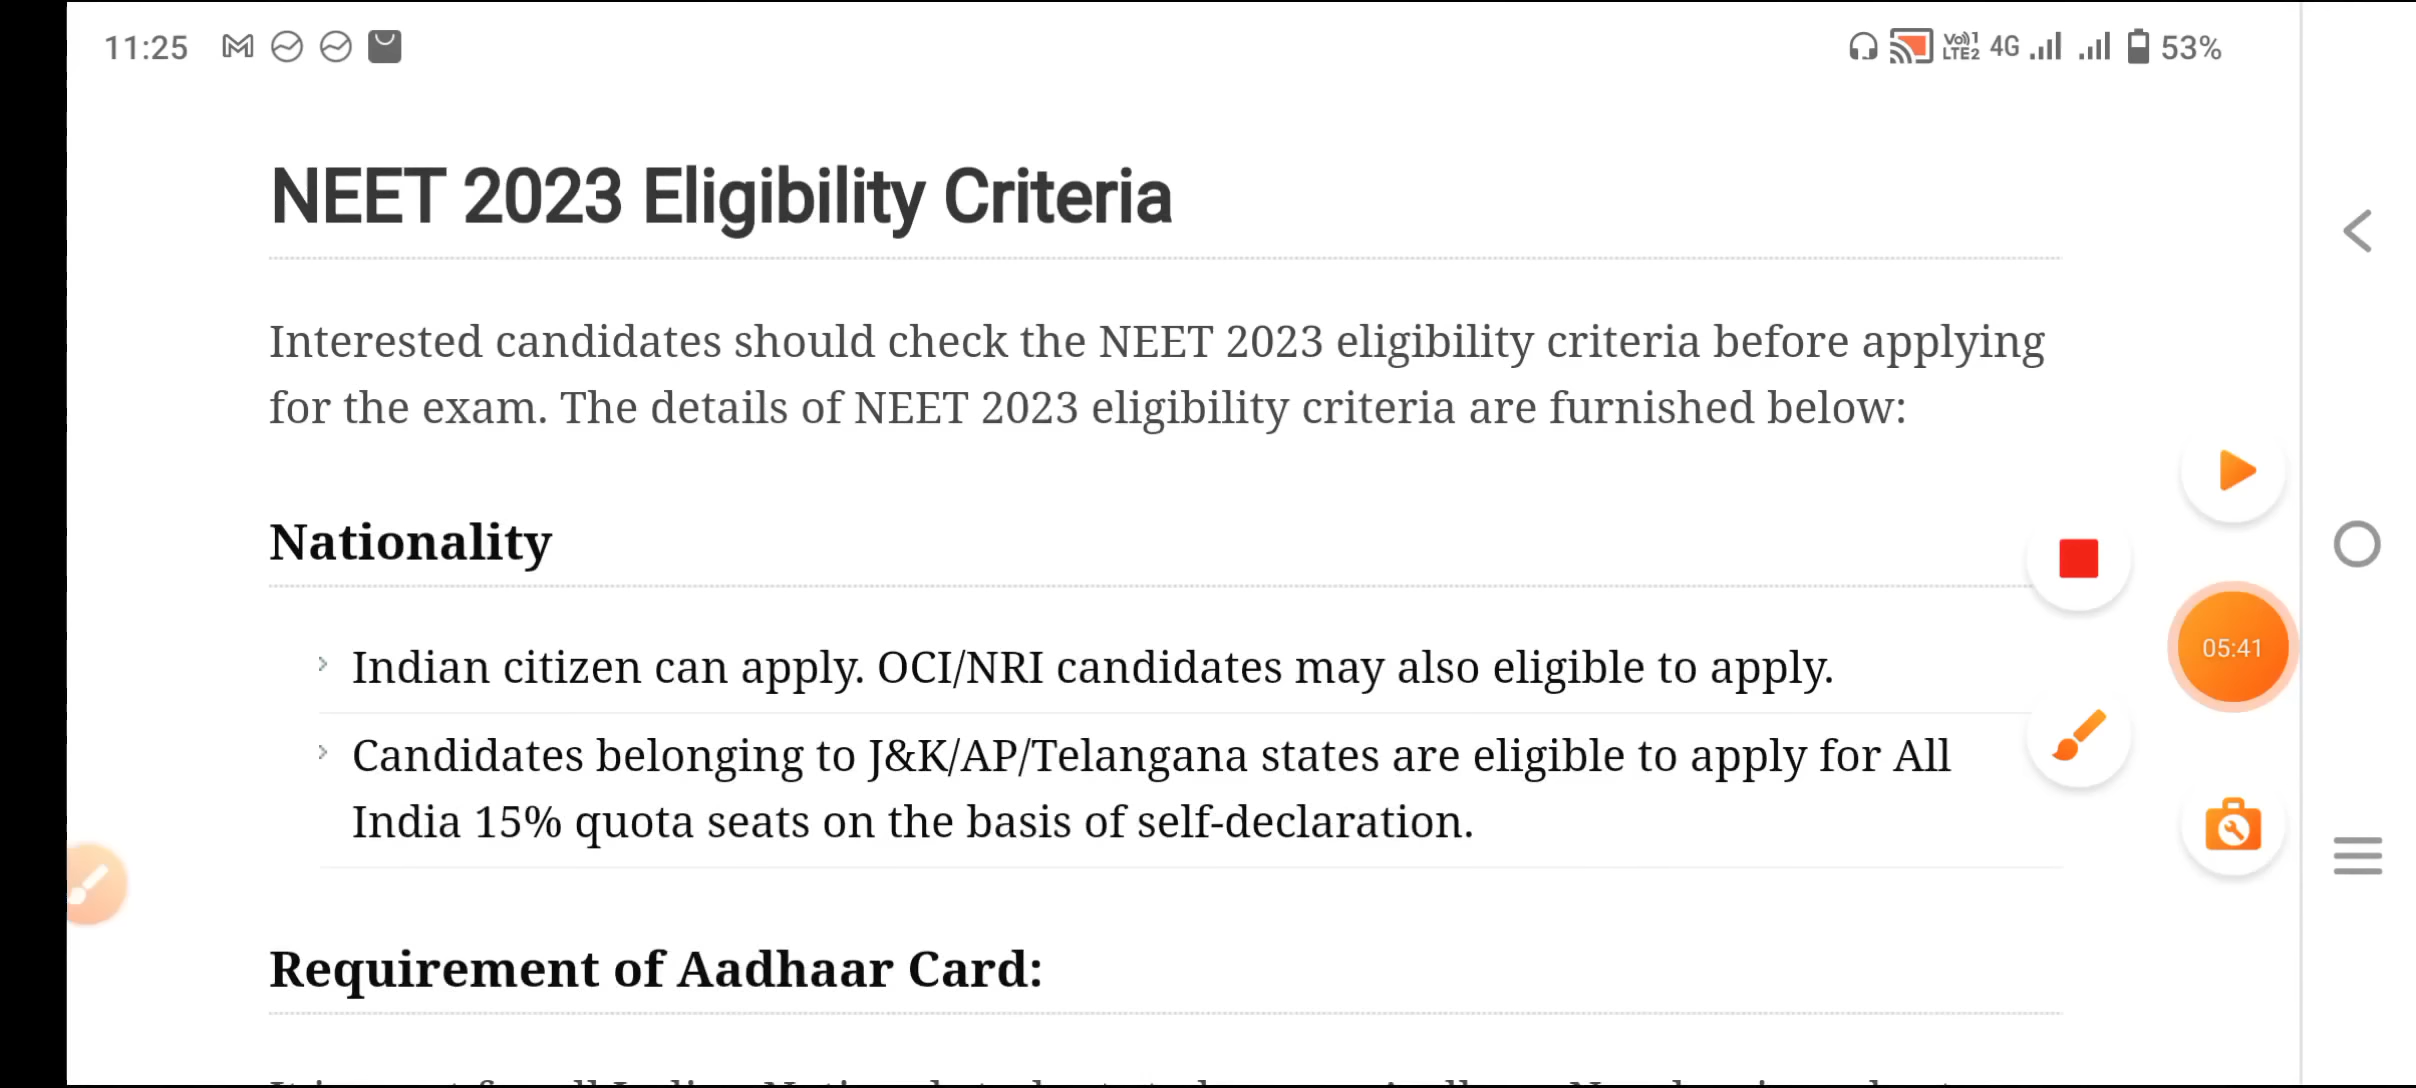 11:25
Vo)) 1 LTE2 4G 53%
NEET 2023 Eligibility Criteria
Interested candidates should check the NEET 2023 eligibility criteria before applying
for the exam. The details of NEET 2023 eligibility criteria are furnished below:
Nationality
Indian citizen can apply. OCI/NRI candidates may also eligible to apply.
05:41
Candidates belonging to J&K/AP/Telangana states are eligible to apply for All
India 15% quota seats on the basis of self-declaration.
Requirement of Aadhaar Card: